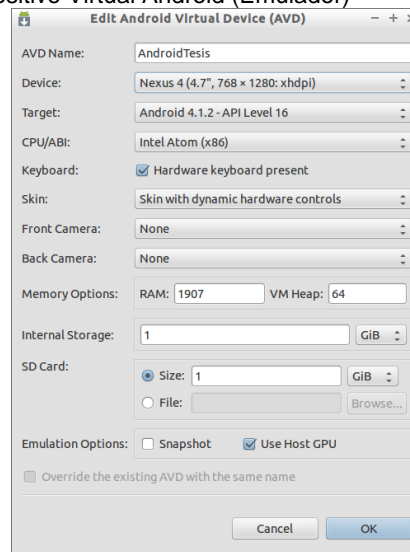 Virtual Android (Emulador)
Edit Android Virtual Device (AVD)
AVD Name: AndroidTesis
Device: Nexus 4 (4.7", 768 × 1280: xhdpi)
Target: Android 4.1.2 - API Level 16
CPU/ABI: Intel Atom (x86)
Keyboard: Hardware keyboard present
Skin: Skin with dynamic hardware controls
Front Camera: None
Back Camera: None
Memory Options: RAM: 1907 VM Heap: 64
Internal Storage: 1 GiB
SD Card:
Size: 1 GiB
File: Browse...
Emulation Options: Snapshot Use Host GPU
Override the existing AVD with the same name
Cancel OK